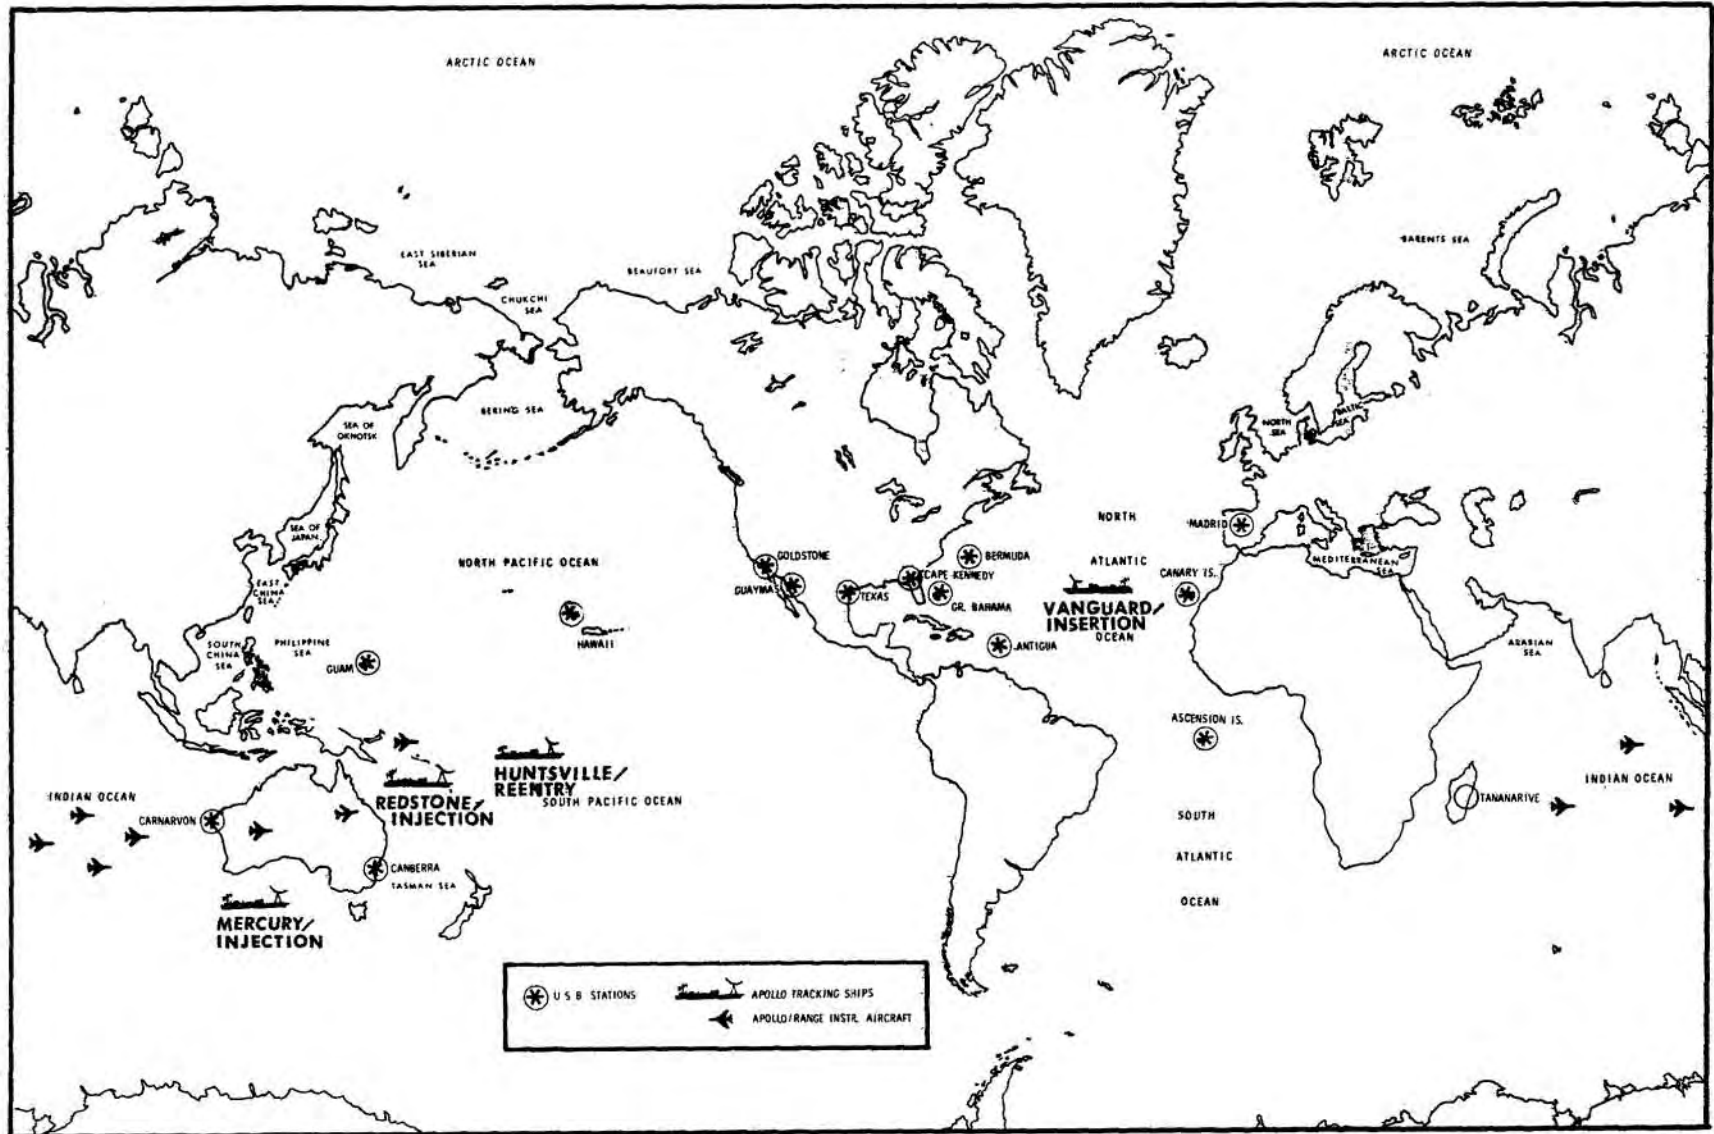 ARCTIC OCEAN
ARCTIC OCEAN
BARENTS SEA
EAST SIBERIAN
SEA
BEAUFORT SEA
CHUKCHI
SEA
BERING SEA
SEA OF
OKHOTSK
NORTH
SEA
BALTIC
SEA
SEA OF
JAPAN
NORTH
MADRID
GOLDSTONE
BERMUDA
NORTH PACIFIC OCEAN
ATLANTIC
MEDITERRANEAN
SEA
CANARY IS.
CAPE KENNEDY
EAST
CHINA
SEA
GUAYMAS
TEXAS
GR. BAHAMA
VANGUARD/
INSERTION
OCEAN
HAWAII
ANTIGUA
SOUTH
CHINA
SEA
PHILIPPINE
SEA
GUAM
ARABIAN
SEA
ASCENSION IS.
HUNTSVILLE/
REENTRY
SOUTH PACIFIC OCEAN
REDSTONE/
INJECTION
INDIAN OCEAN
INDIAN OCEAN
TANANARIVE
CARNARVON
SOUTH
ATLANTIC
OCEAN
CANBERRA
TASMAN SEA
MERCURY/
INJECTION
U S B STATIONS
APOLLO TRACKING SHIPS
APOLLO/RANGE INSTR. AIRCRAFT